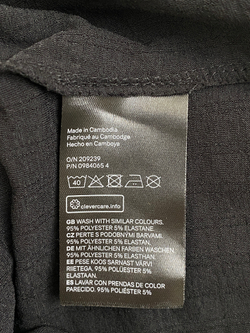 Made in Cambodia
Fabriqué au Cambodge
Hecho en Camboya
O/N 209239
P/N 0984065 4
40
clevercare.info
GB WASH WITH SIMILAR COLOURS.
95% POLYESTER 5% ELASTANE.
CZ PERTE S PODOBNÝMI BARVAMI.
95% POLYESTER 5% ELASTAN.
DE MIT ÄHNLICHEN FARBEN WASCHEN
95% POLYESTER 5% ELASTHAN.
EE PESE KOOS SARNAST VÄRVI
RIETEGA. 95% POLÜESTER 5%
ELASTAAN.
ES LAVAR CON PRENDAS DE COLOR
PARECIDO. 95% POLIÉSTER 5%